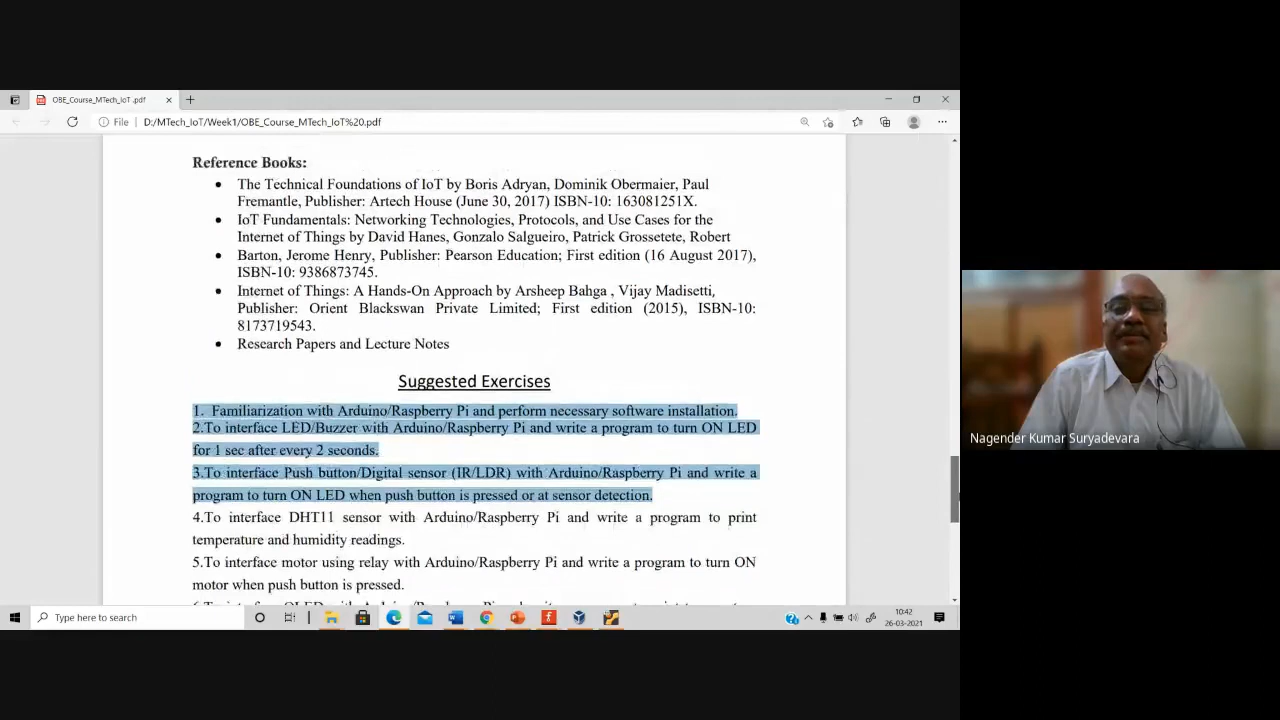 OBE_Course_MTech_IoT .pdf
File
D:/MTech_IoT/Week1/OBE_Course_MTech_IoT%20.pdf
Reference Books:
• The Technical Foundations of IoT by Boris Adryan, Dominik Obermaier, Paul
Fremantle, Publisher: Artech House (June 30, 2017) ISBN-10: 163081251X.
• IoT Fundamentals: Networking Technologies, Protocols, and Use Cases for the
Internet of Things by David Hanes, Gonzalo Salgueiro, Patrick Grossetete, Robert
• Barton, Jerome Henry, Publisher: Pearson Education; First edition (16 August 2017),
ISBN-10: 9386873745.
• Internet of Things: A Hands-On Approach by Arsheep Bahga , Vijay Madisetti,
Publisher: Orient Blackswan Private Limited; First edition (2015), ISBN-10:
8173719543.
• Research Papers and Lecture Notes
Suggested Exercises
1. Familiarization with Arduino/Raspberry Pi and perform necessary software installation.
2.To interface LED/Buzzer with Arduino/Raspberry Pi and write a program to turn ON LED
for 1 sec after every 2 seconds.
3.To interface Push button/Digital sensor (IR/LDR) with Arduino/Raspberry Pi and write a
program to turn ON LED when push button is pressed or at sensor detection.
4.To interface DHT11 sensor with Arduino/Raspberry Pi and write a program to print
temperature and humidity readings.
5.To interface motor using relay with Arduino/Raspberry Pi and write a program to turn ON
motor when push button is pressed.
Type here to search
10:42
26-03-2021
Nagender Kumar Suryadevara